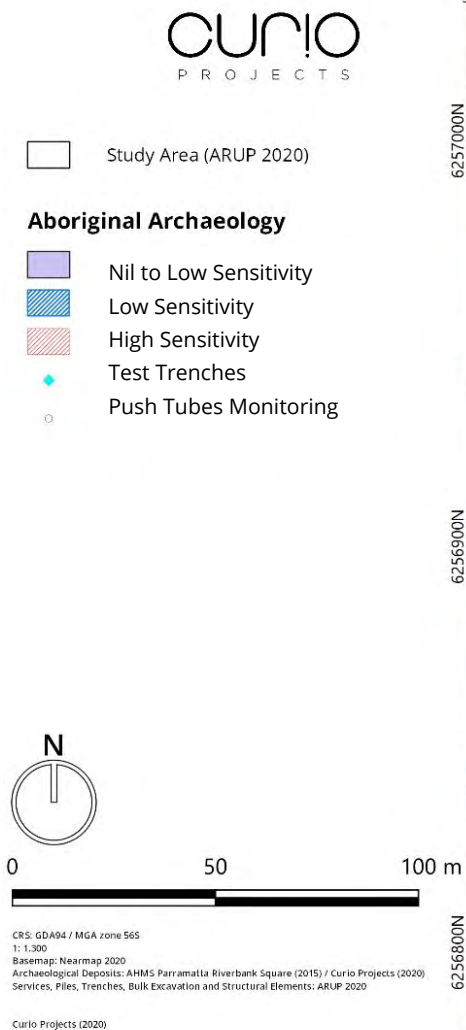 CURIO
PROJECTS
6257000N
Study Area (ARUP 2020)
Aboriginal Archaeology
Nil to Low Sensitivity
Low Sensitivity
High Sensitivity
Test Trenches
Push Tubes Monitoring
6256900N
N
0 50 100 m
6256800N
CRS: GDA94 / MGA zone 56S
1: 1.300
Basemap: Nearmap 2020
Archaeological Deposits: AHMS Parramatta Riverbank Square (2015) / Curio Projects (2020)
Services, Piles, Trenches, Bulk Excavation and Structural Elements: ARUP 2020
Curio Projects (2020)